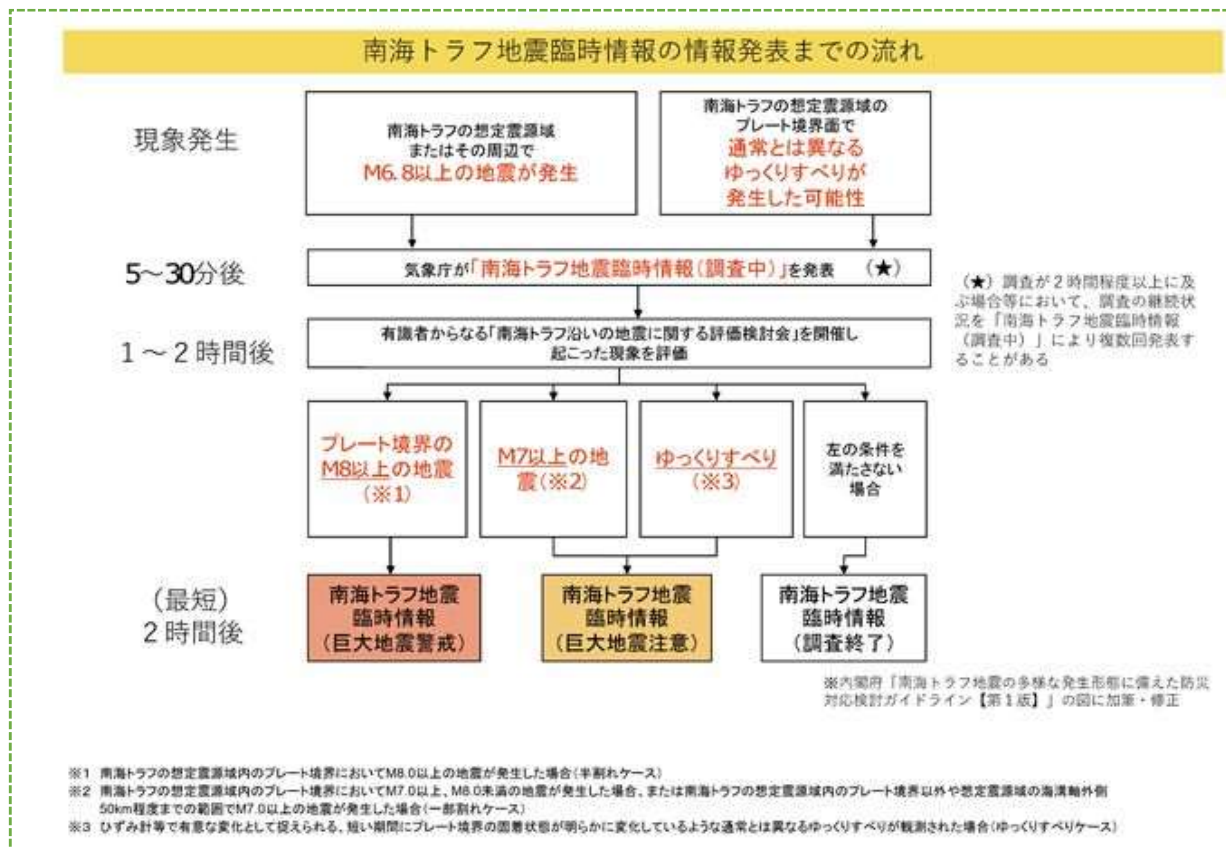 南海トラフ地震臨時情報の情報発表までの流れ
現象発生
南海トラフの想定震源域
またはその周辺で
M6.8以上の地震が発生
南海トラフの想定震源域の
プレート境界面で
通常とは異なる
ゆっくりすべりが
発生した可能性
5～30分後
気象庁が「南海トラフ地震臨時情報(調査中)」を発表 (★)
(★)調査が2時間程度以上に及
ぶ場合等において、調査の継続状
況を「南海トラフ地震臨時情報
(調査中)」により複数回発表す
ることがある
1～2時間後
有識者からなる「南海トラフ沿いの地震に関する評価検討会」を開催し
起こった現象を評価
プレート境界の
M8以上の地震
(※1)
M7以上の地
震(※2)
ゆっくりすべり
(※3)
左の条件を
満たさない
場合
(最短)
2時間後
南海トラフ地震
臨時情報
(巨大地震警戒)
南海トラフ地震
臨時情報
(巨大地震注意)
南海トラフ地震
臨時情報
(調査終了)
※内閣府「南海トラフ地震の多様な発生形態に備えた防災
対応検討ガイドライン【第1版】」の図に加筆・修正
※1 南海トラフの想定震源域内のプレート境界においてM8.0以上の地震が発生した場合(半割れケース)
※2 南海トラフの想定震源域内のプレート境界においてM7.0以上、M8.0未満の地震が発生した場合、または南海トラフの想定震源域内のプレート境界以外や想定震源域の海溝軸外側
50km程度までの範囲でM7.0以上の地震が発生した場合(一部割れケース)
※3 ひずみ計等で有意な変化として捉えられる、短い期間にプレート境界の固着状態が明らかに変化しているような通常とは異なるゆっくりすべりが観測された場合(ゆっくりすべりケース)